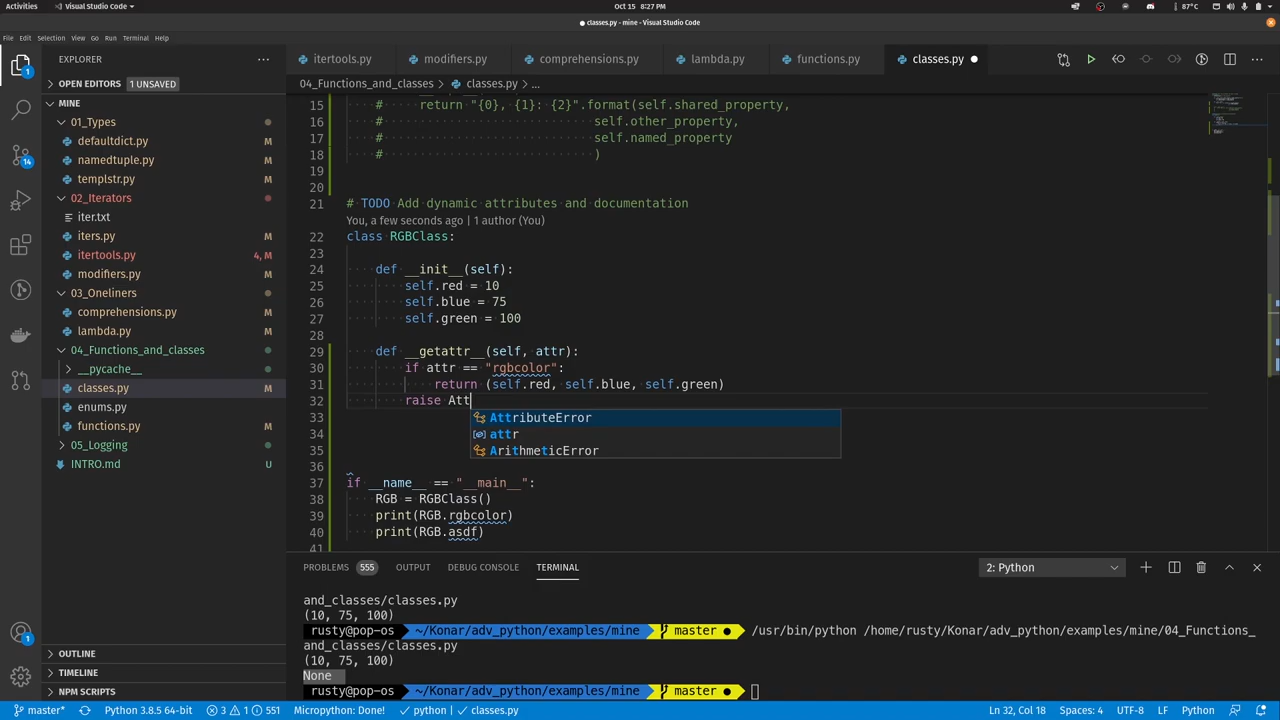 Activities
Visual Studio Code
Oct 15 8:27 PM
87°C
● classes.py - mine - Visual Studio Code
File Edit Selection View Go Run Terminal Help
EXPLORER
itertools.py
modifiers.py
comprehensions.py
lambda.py
functions.py
classes.py ●
OPEN EDITORS 1 UNSAVED
04_Functions_and_classes > classes.py > ...
MINE
01_Types
defaultdict.py M
namedtuple.py M
templstr.py M
02_Iterators
iter.txt
iters.py M
itertools.py 4, M
modifiers.py M
03_Oneliners
comprehensions.py M
lambda.py M
04_Functions_and_classes
__pycache__
classes.py M
enums.py M
functions.py M
05_Logging
INTRO.md U
OUTLINE
TIMELINE
NPM SCRIPTS
15 # return "{0}, {1}: {2}".format(self.shared_property,
16 # self.other_property,
17 # self.named_property
18 # )
19
20
21 # TODO Add dynamic attributes and documentation
You, a few seconds ago | 1 author (You)
22 class RGBClass:
23
24 def __init__(self):
25 self.red = 10
26 self.blue = 75
27 self.green = 100
28
29 def __getattr__(self, attr):
30 if attr == "rgbcolor":
31 return (self.red, self.blue, self.green)
32 raise Att
AttributeError
attr
ArithmeticError
33
34
35
36
37 if __name__ == "__main__":
38 RGB = RGBClass()
39 print(RGB.rgbcolor)
40 print(RGB.asdf)
41
PROBLEMS 555 OUTPUT DEBUG CONSOLE TERMINAL
2: Python
and_classes/classes.py
(10, 75, 100)
rusty@pop-os ~/Konar/adv_python/examples/mine master ● /usr/bin/python /home/rusty/Konar/adv_python/examples/mine/04_Functions_
and_classes/classes.py
(10, 75, 100)
None
rusty@pop-os ~/Konar/adv_python/examples/mine master ●
1
14
1
master* Python 3.8.5 64-bit 3 1 551 Micropython: Done! python | classes.py Ln 32, Col 18 Spaces: 4 UTF-8 LF Python